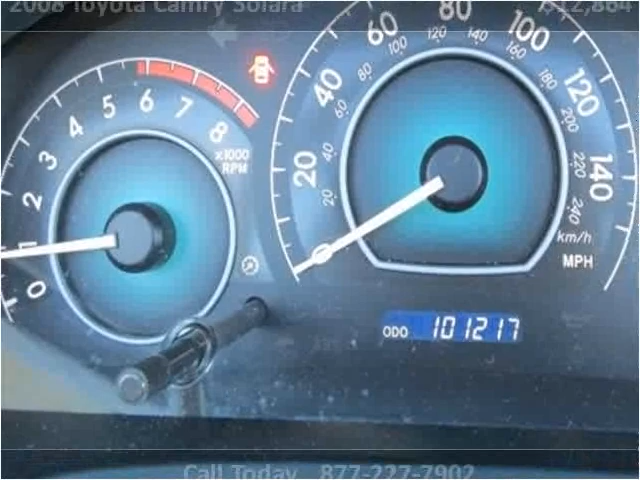 2008 Toyota Camry Solara $12,864
0 1 2 3 4 5 6 7 8
x1000
RPM
0 20 40 60 80 100 120 140
20 40 60 80 100 120 140 160 180 200 220 240
km/h
MPH
ODO 101217
Call Today 877-227-7902